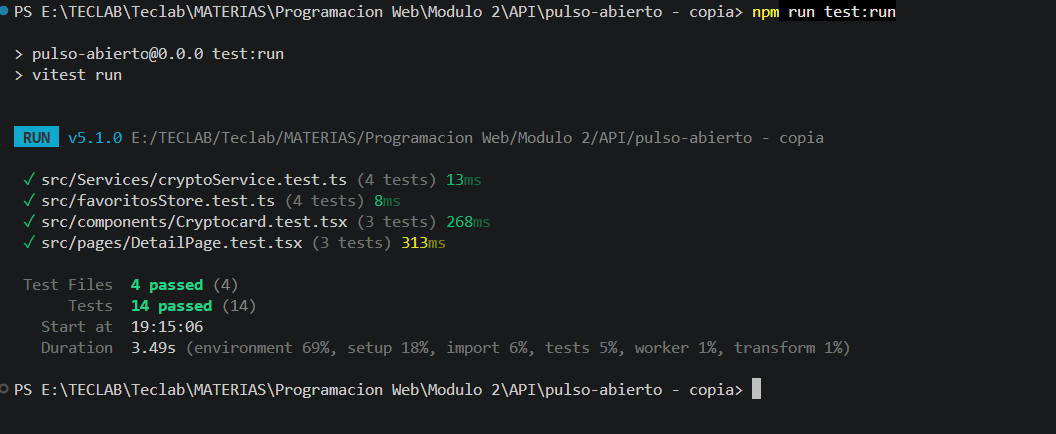 PS E:\TECLAB\Teclab\MATERIAS\Programacion Web\Modulo 2\API\pulso-abierto - copia> npm run test:run
> pulso-abierto@0.0.0 test:run
> vitest run
RUN v5.1.0 E:/TECLAB/Teclab/MATERIAS/Programacion Web/Modulo 2/API/pulso-abierto - copia
✓ src/Services/cryptoService.test.ts (4 tests) 13ms
✓ src/favoritosStore.test.ts (4 tests) 8ms
✓ src/components/Cryptocard.test.tsx (3 tests) 268ms
✓ src/pages/DetailPage.test.tsx (3 tests) 313ms
Test Files 4 passed (4)
Tests 14 passed (14)
Start at 19:15:06
Duration 3.49s (environment 69%, setup 18%, import 6%, tests 5%, worker 1%, transform 1%)
PS E:\TECLAB\Teclab\MATERIAS\Programacion Web\Modulo 2\API\pulso-abierto - copia>